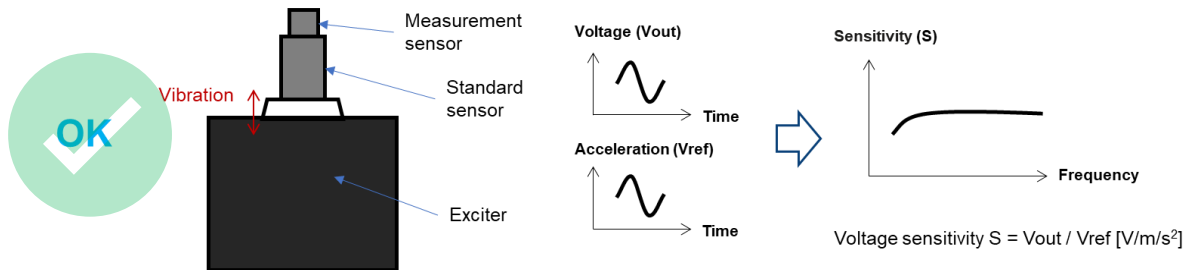 OK
Vibration
Measurement
sensor
Standard
sensor
Exciter
Voltage (Vout)
Time
Acceleration (Vref)
Time
Sensitivity (S)
Frequency
Voltage sensitivity S = Vout / Vref [V/m/s²]